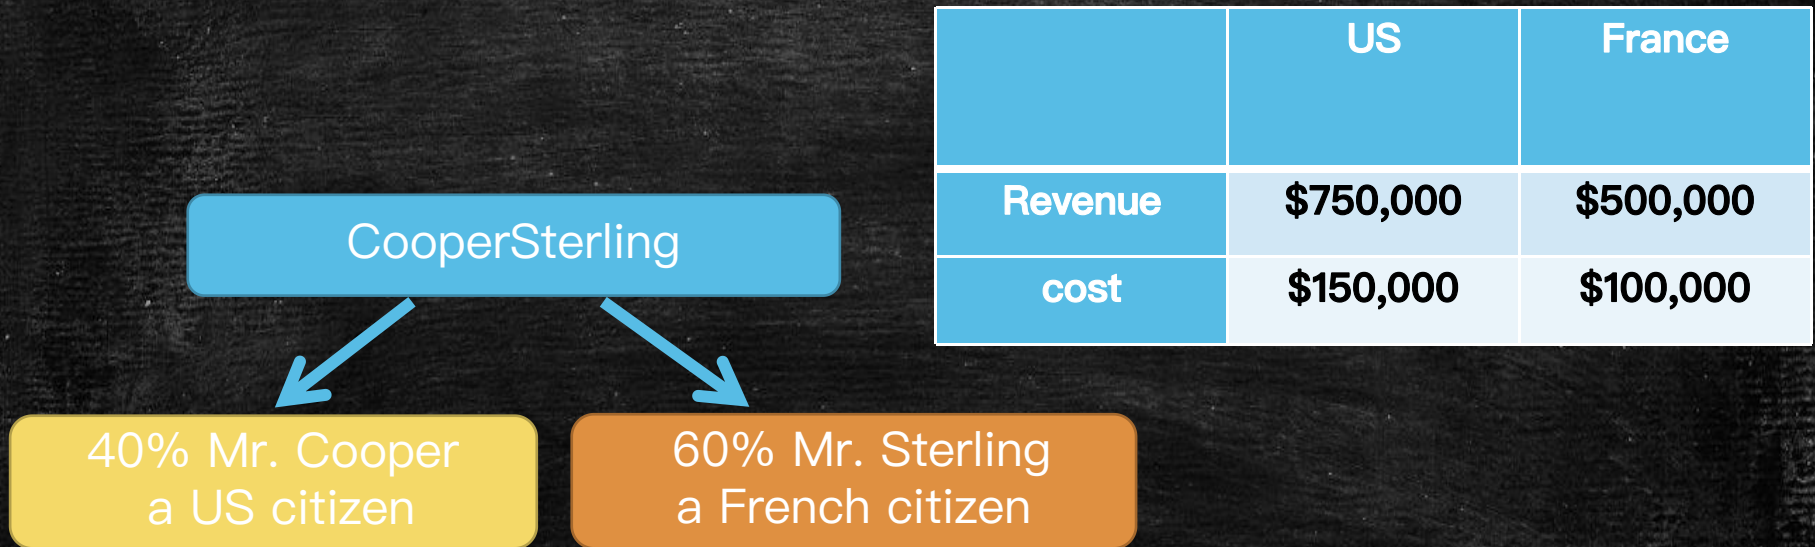 US France
Revenue $750,000 $500,000
cost $150,000 $100,000
CooperSterling
40% Mr. Cooper
a US citizen
60% Mr. Sterling
a French citizen